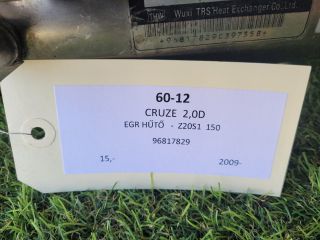 Wuxi TRS Heat Exchanger Co.,Ltd.
60-12
CRUZE 2,0D
EGR HŰTŐ - Z20S1 150
96817829
15,- 2009-